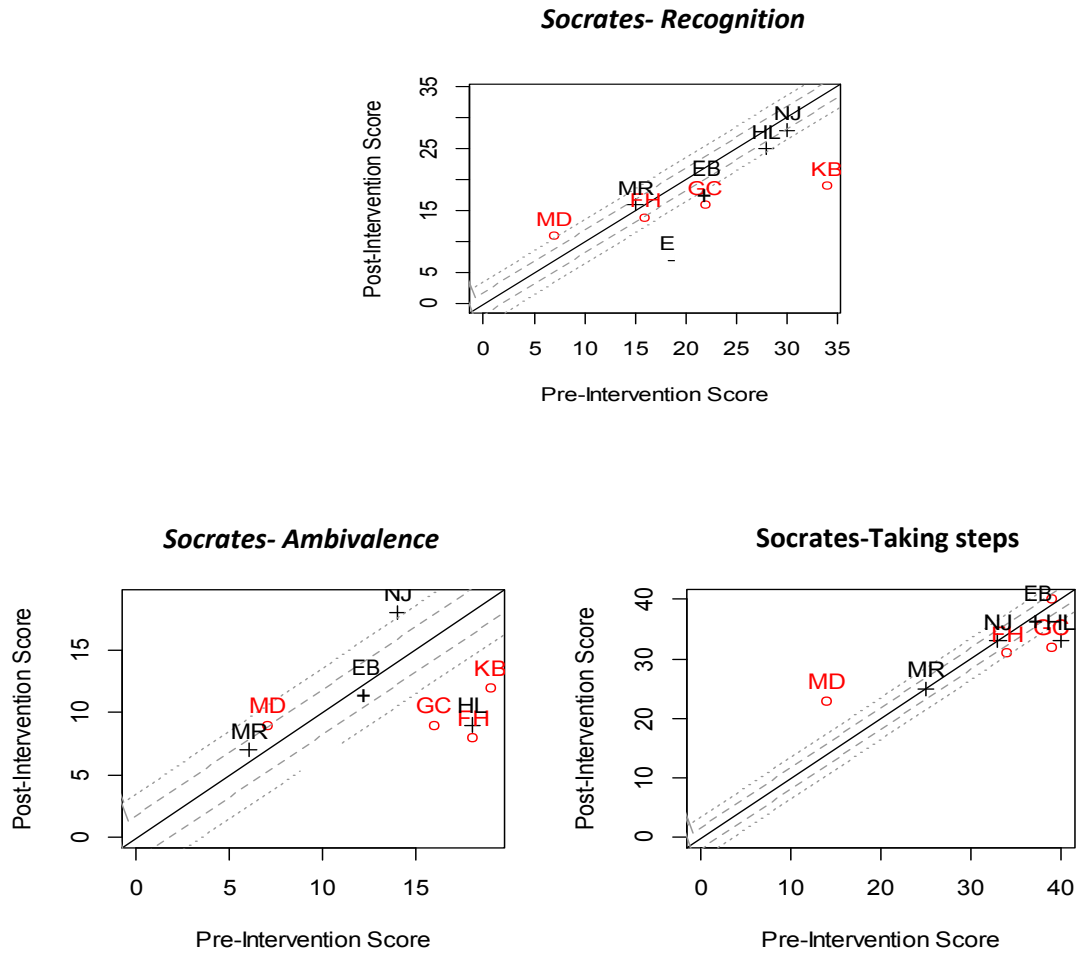 Socrates- Recognition
Post-Intervention Score
35
25
15
5
0
NJ
HL
KB
EB
GC
MR
FH
MD
E
0 5 10 15 20 25 30 35
Pre-Intervention Score
Socrates- Ambivalence
Post-Intervention Score
15
10
5
0
NJ
EB
KB
MD
GC
HL
FH
MR
0 5 10 15
Pre-Intervention Score
Socrates-Taking steps
Post-Intervention Score
40
30
20
10
0
EB
NJ
FH
GC
HL
MR
MD
0 10 20 30 40
Pre-Intervention Score